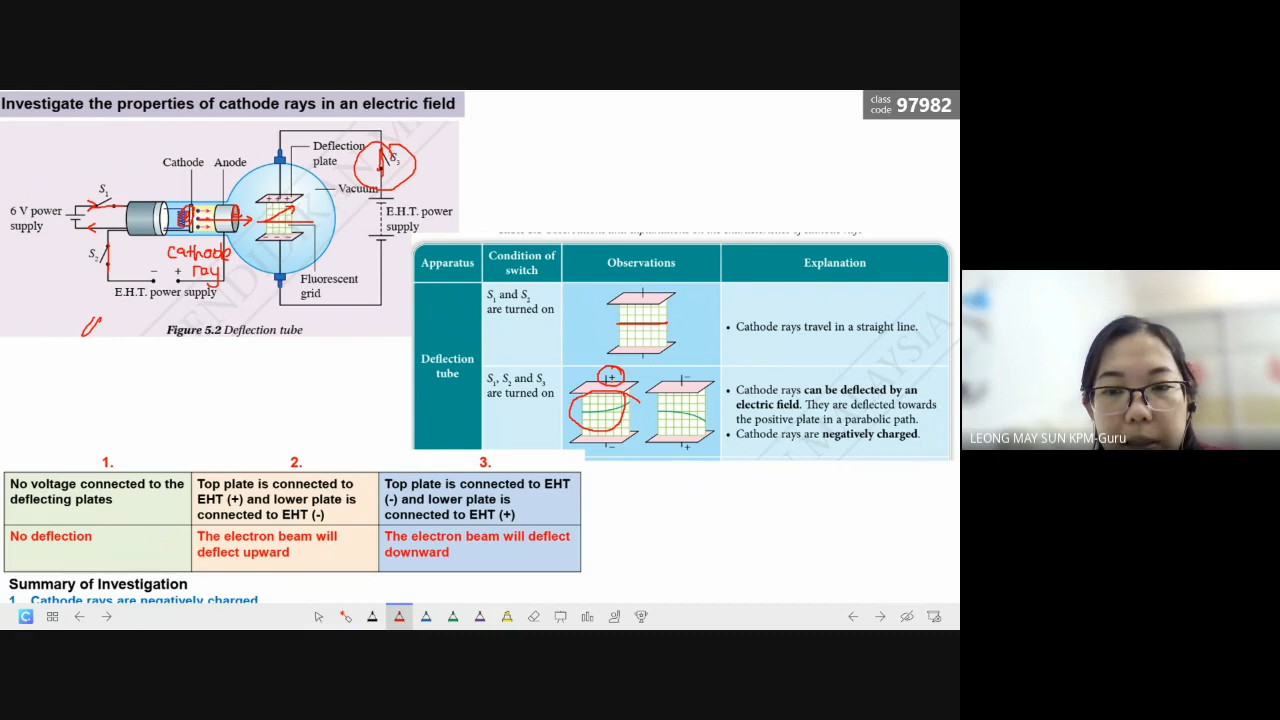 Investigate the properties of cathode rays in an electric field
class code 97982
Deflection plate
S3
Cathode Anode
Vacuum
S1
6 V power supply
E.H.T. power supply
S2
cathode ray
- +
E.H.T. power supply
Fluorescent grid
Figure 5.2 Deflection tube
Apparatus
Condition of switch
Observations
Explanation
Deflection tube
S1 and S2 are turned on
• Cathode rays travel in a straight line.
S1, S2 and S3 are turned on
+ −
− +
• Cathode rays can be deflected by an electric field. They are deflected towards the positive plate in a parabolic path.
• Cathode rays are negatively charged.
1. 2. 3.
No voltage connected to the deflecting plates
Top plate is connected to EHT (+) and lower plate is connected to EHT (-)
Top plate is connected to EHT (-) and lower plate is connected to EHT (+)
No deflection
The electron beam will deflect upward
The electron beam will deflect downward
Summary of Investigation
1. Cathode rays are negatively charged
LEONG MAY SUN KPM-Guru